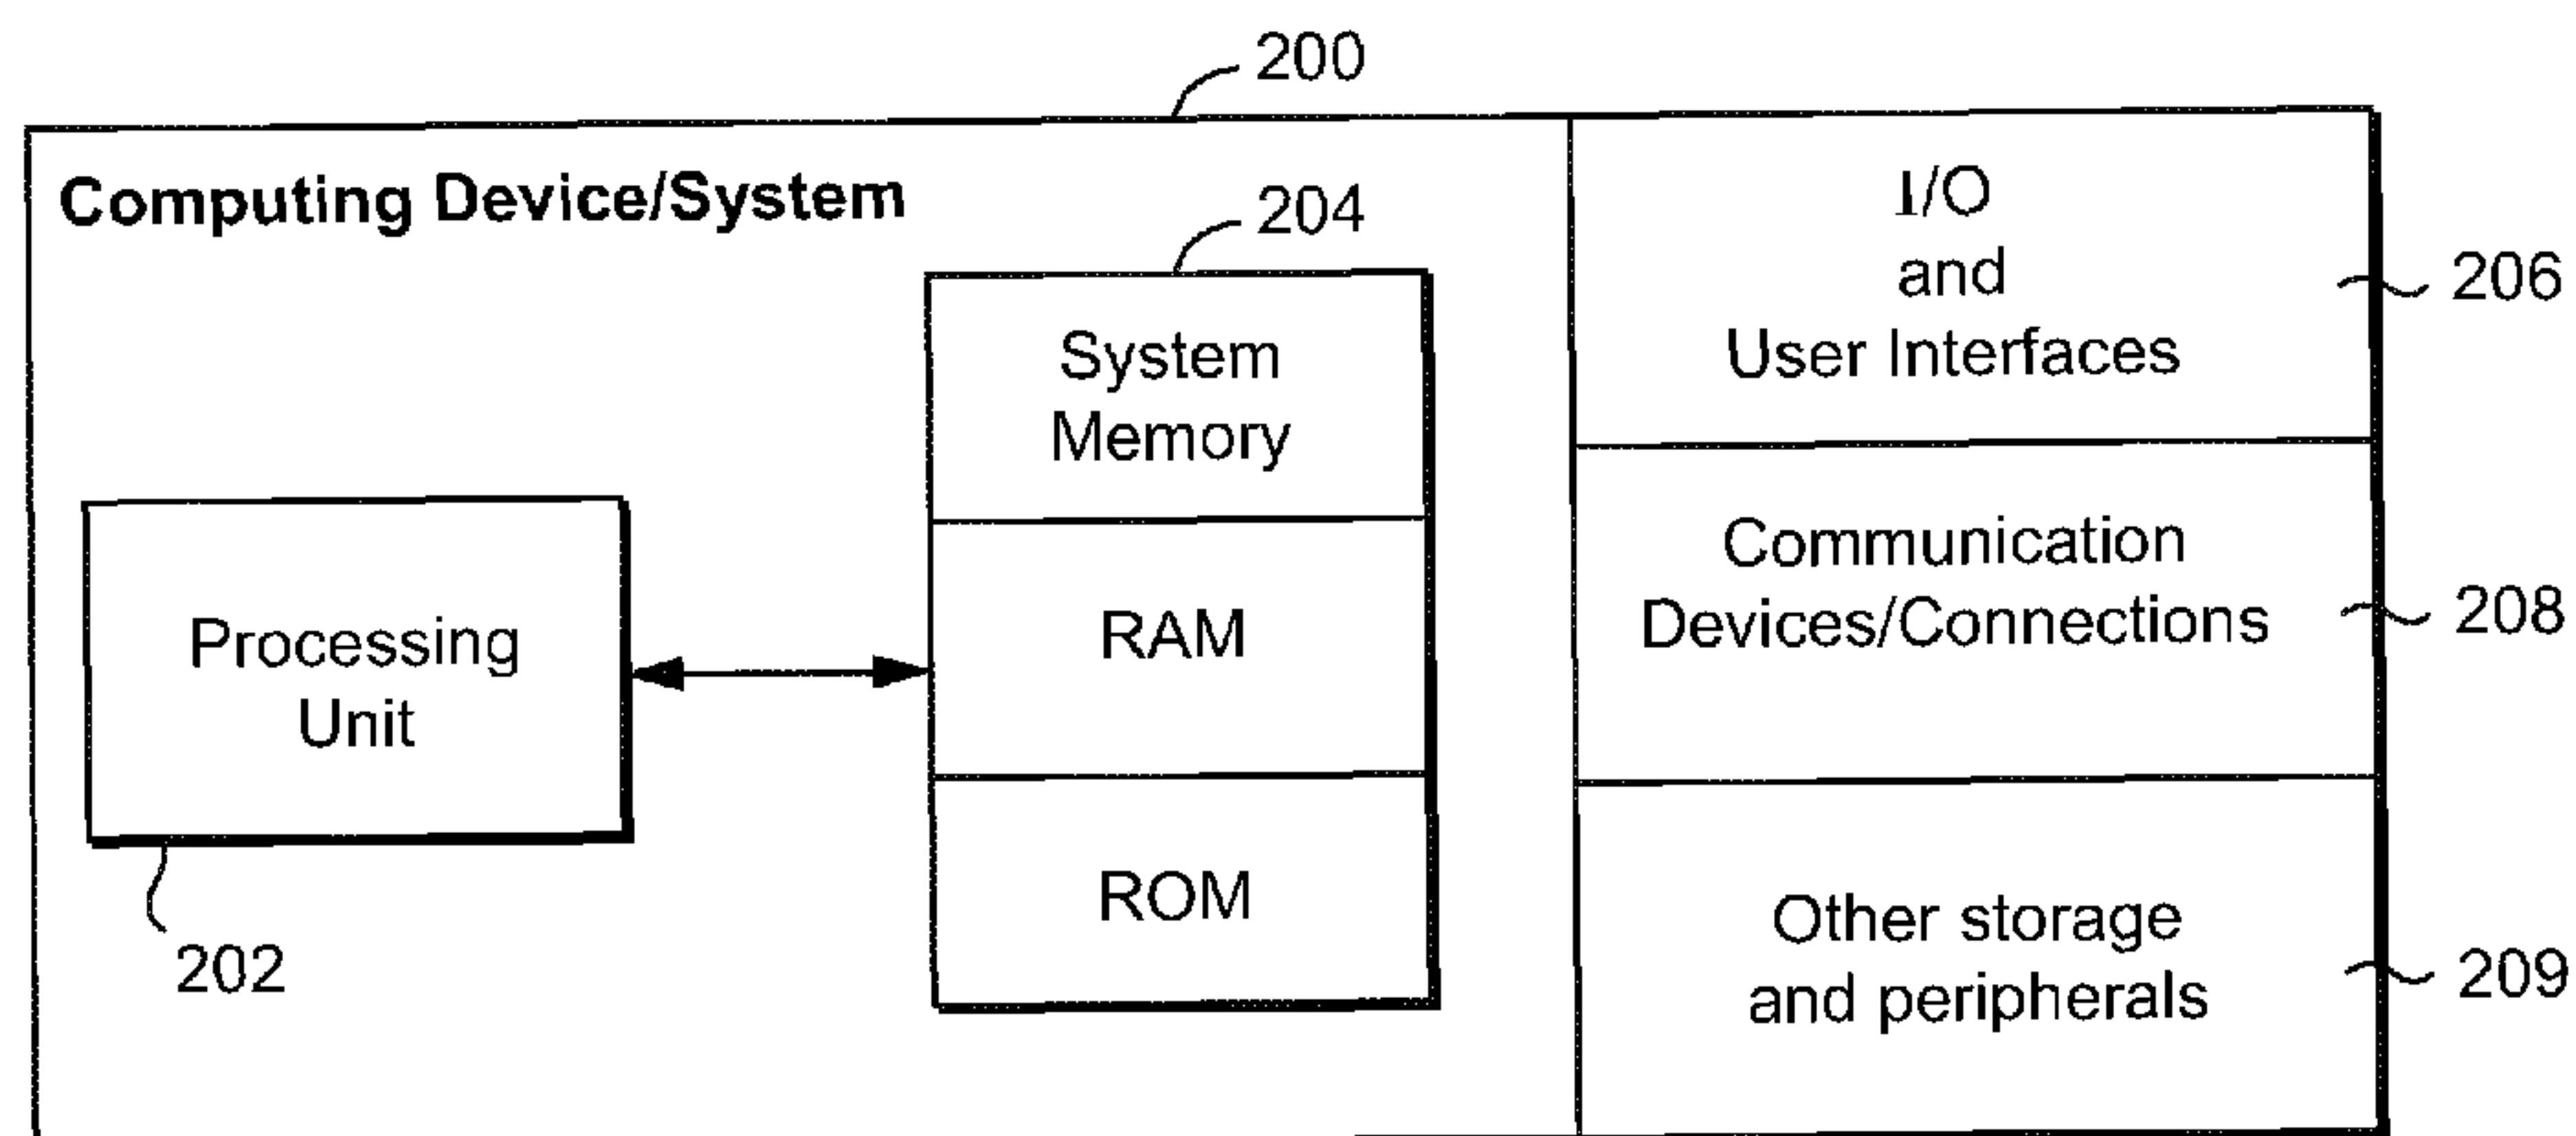 200
Computing Device/System
204
System
Memory
RAM
ROM
Processing
Unit
202
I/O
and
User Interfaces
206
Communication
Devices/Connections
208
Other storage
and peripherals
209